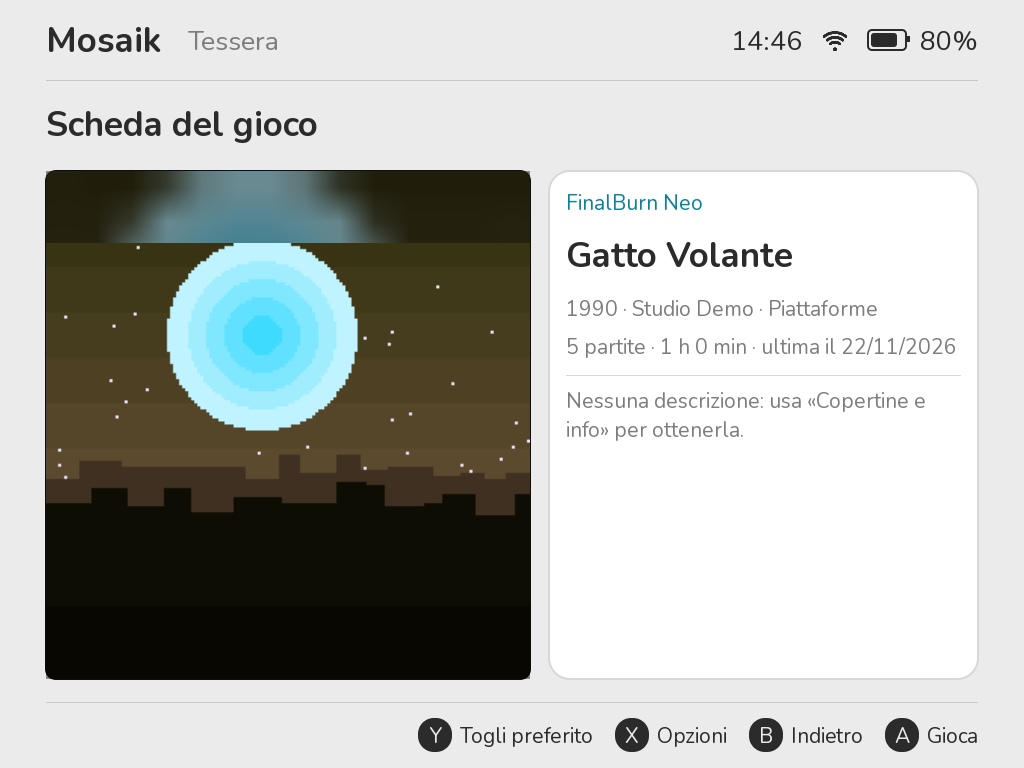 Mosaik Tessera 14:46 80%
Scheda del gioco
FinalBurn Neo
Gatto Volante
1990 · Studio Demo · Piattaforme
5 partite · 1 h 0 min · ultima il 22/11/2026
Nessuna descrizione: usa «Copertine e
info» per ottenerla.
Y Togli preferito X Opzioni B Indietro A Gioca